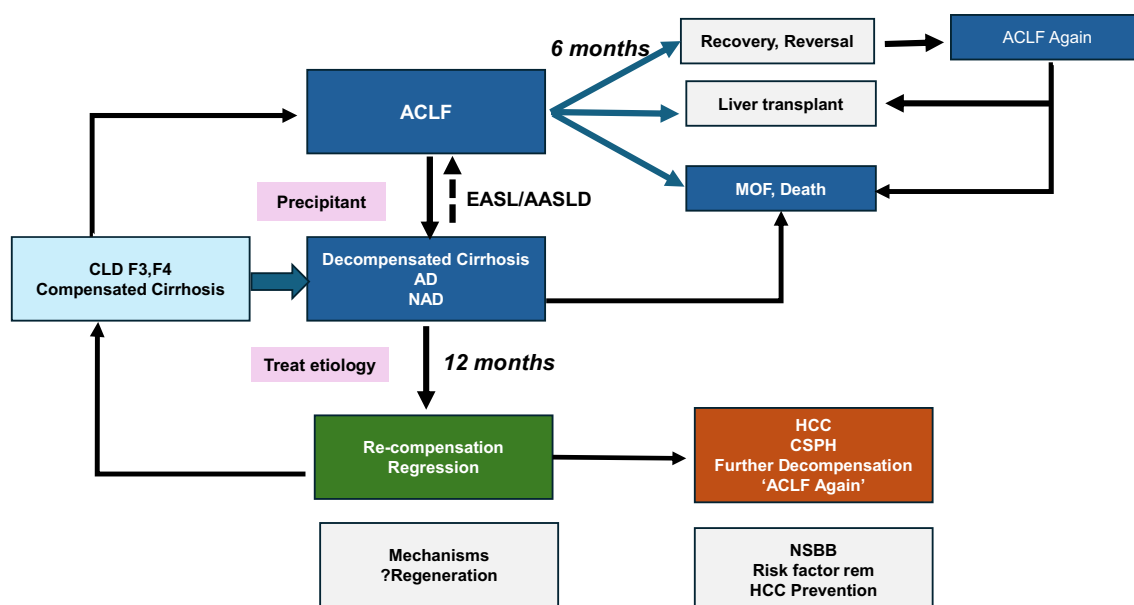 6 months
Recovery, Reversal
ACLF Again
ACLF
Liver transplant
Precipitant
EASL/AASLD
MOF, Death
CLD F3,F4
Compensated Cirrhosis
Decompensated Cirrhosis
AD
NAD
Treat etiology
12 months
Re-compensation
Regression
HCC
CSPH
Further Decompensation
‘ACLF Again’
Mechanisms
?Regeneration
NSBB
Risk factor rem
HCC Prevention